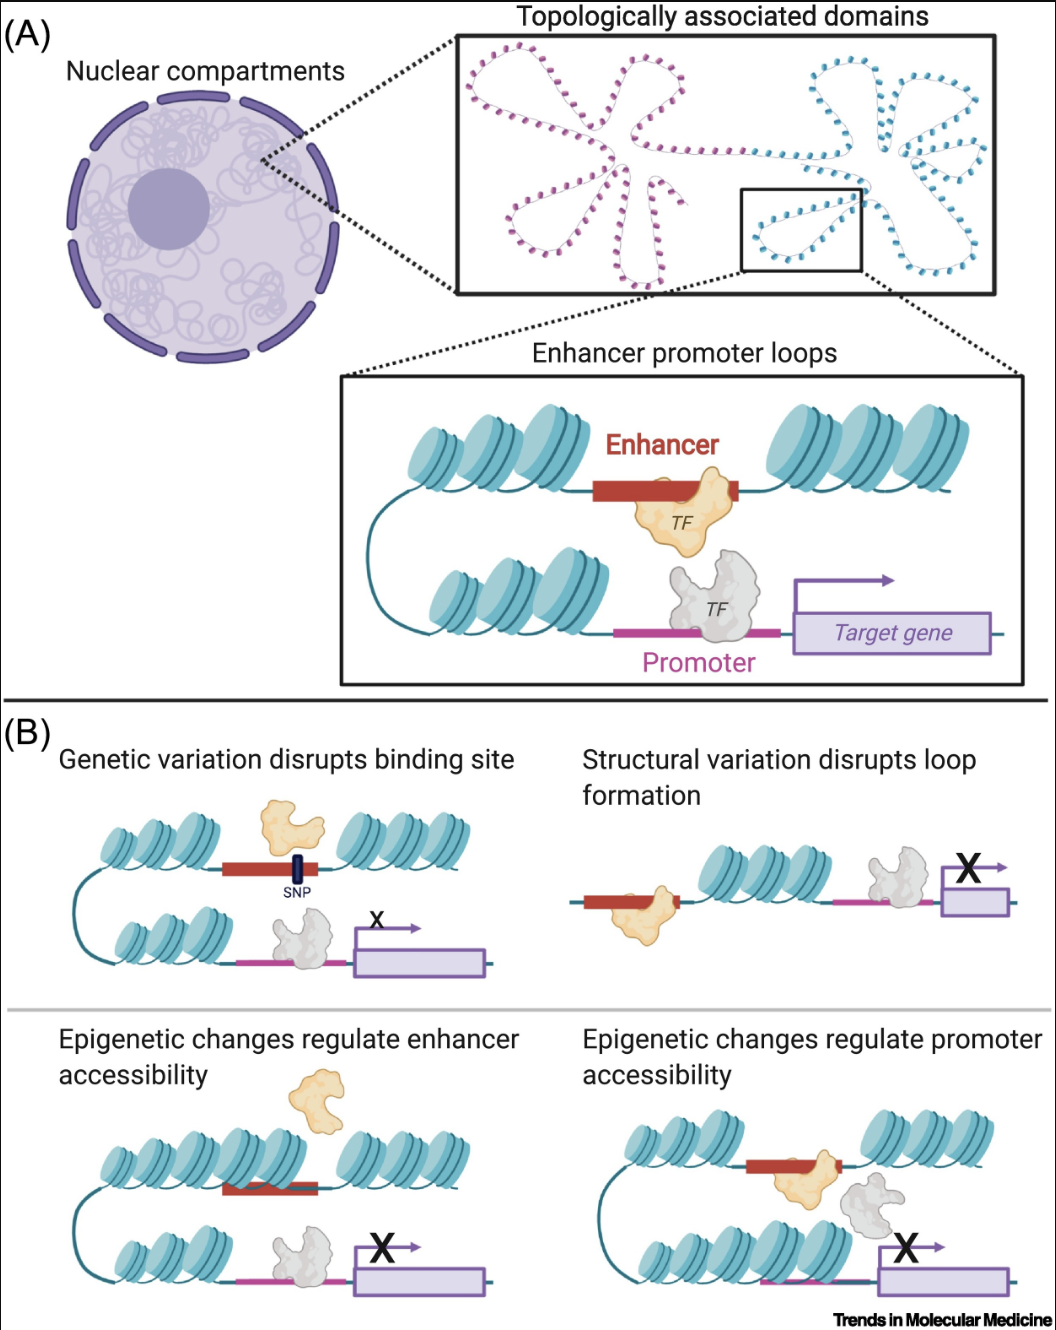 (A)
Topologically associated domains
Nuclear compartments
Enhancer promoter loops
Enhancer
TF
TF
Target gene
Promoter
(B)
Genetic variation disrupts binding site
SNP
X
Structural variation disrupts loop
formation
X
Epigenetic changes regulate enhancer
accessibility
X
Epigenetic changes regulate promoter
accessibility
X
Trends in Molecular Medicine